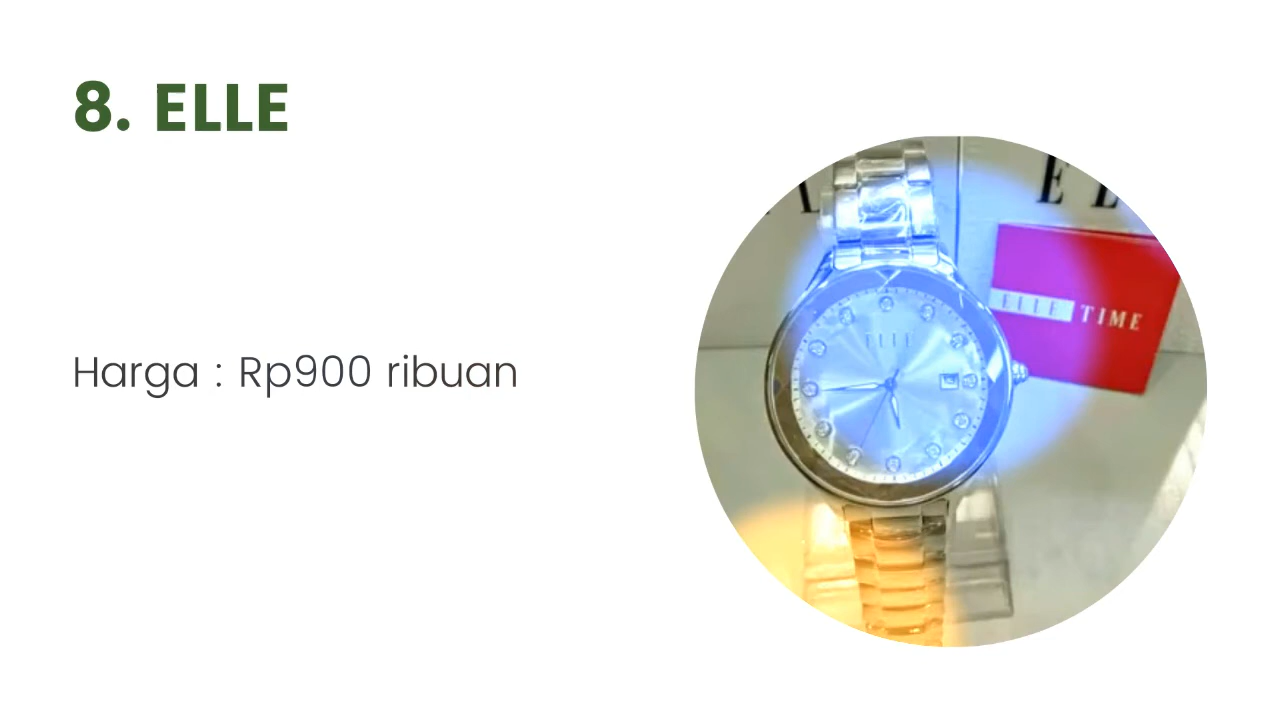 8. ELLE
Harga : Rp900 ribuan
E L
ELLE TIME
ELLE